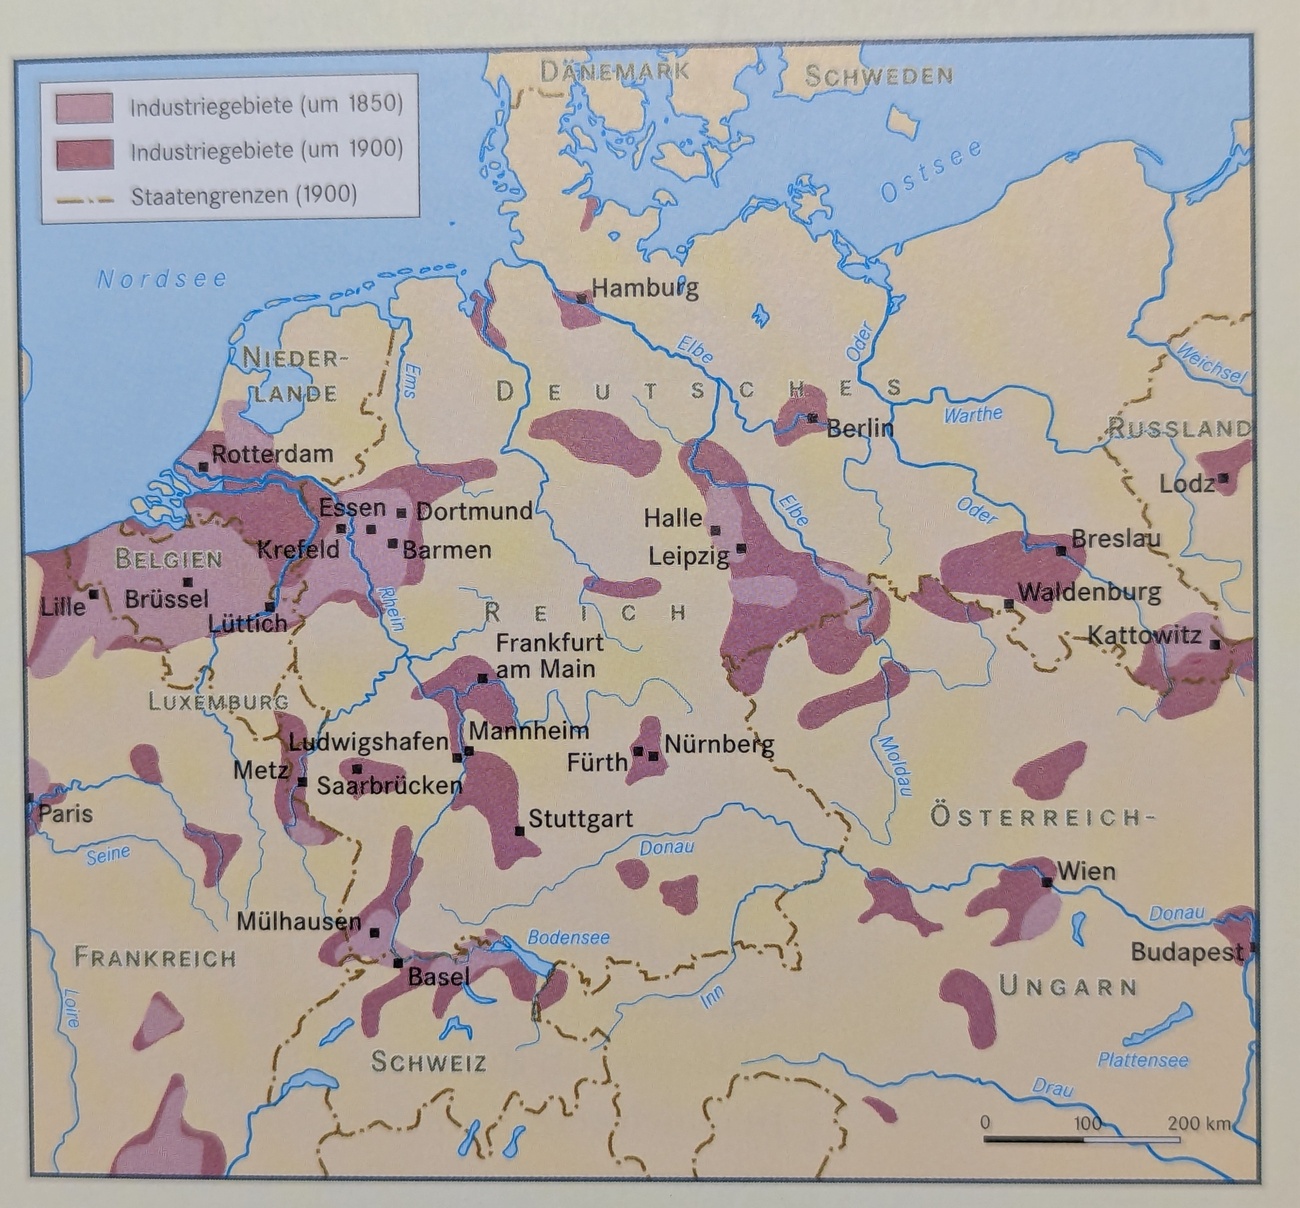 DÄNEMARK
SCHWEDEN
Industriegebiete (um 1850)
Industriegebiete (um 1900)
Staatengrenzen (1900)
Ostsee
Nordsee
Hamburg
Elbe
Oder
NIEDER-
LANDE
Ems
Weichsel
DEUTSCHES
Warthe
RUSSLAND
Berlin
Rotterdam
Lodz
Essen
Dortmund
Halle
Elbe
Oder
Krefeld
Barmen
Leipzig
Breslau
BELGIEN
Brüssel
Lille
Lüttich
Rhein
REICH
Waldenburg
Kattowitz
Frankfurt
am Main
LUXEMBURG
Ludwigshafen
Mannheim
Metz
Saarbrücken
Fürth
Nürnberg
Moldau
Paris
Seine
Stuttgart
Donau
ÖSTERREICH-
Wien
Donau
Mülhausen
Bodensee
Budapest
FRANKREICH
Basel
Inn
UNGARN
Loire
SCHWEIZ
Plattensee
Drau
0 100 200 km